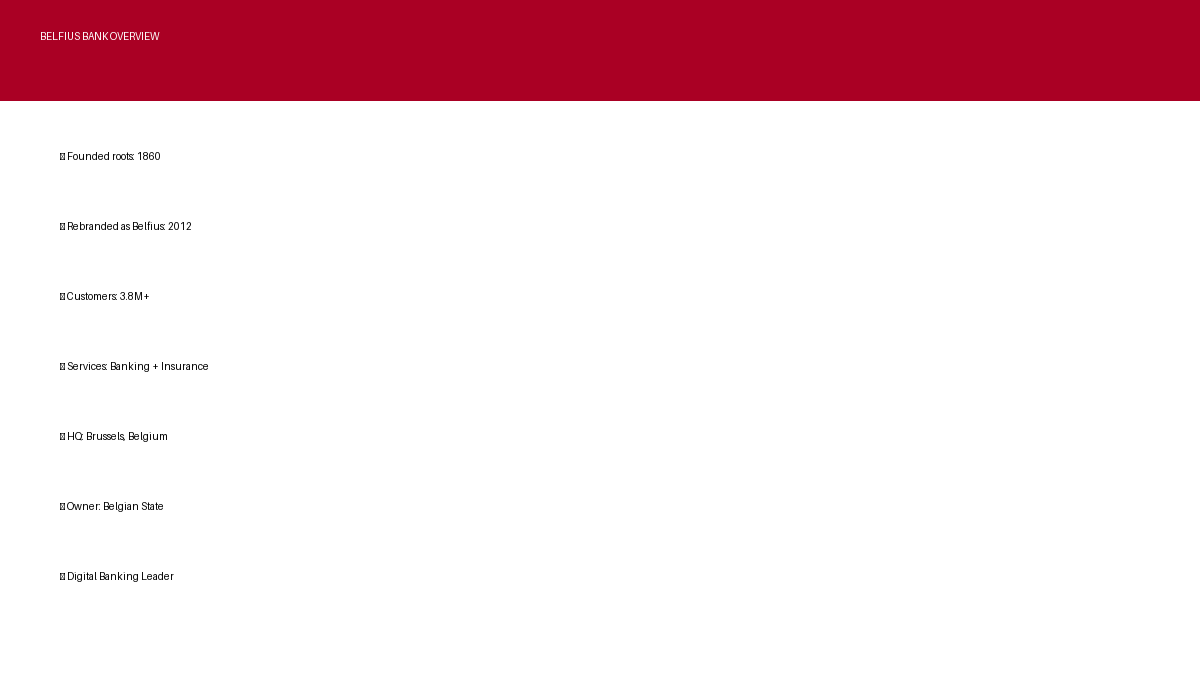 BELFIUS BANK OVERVIEW
Founded roots: 1860
Rebranded as Belfius: 2012
Customers: 3.8M+
Services: Banking + Insurance
HQ: Brussels, Belgium
Owner: Belgian State
Digital Banking Leader